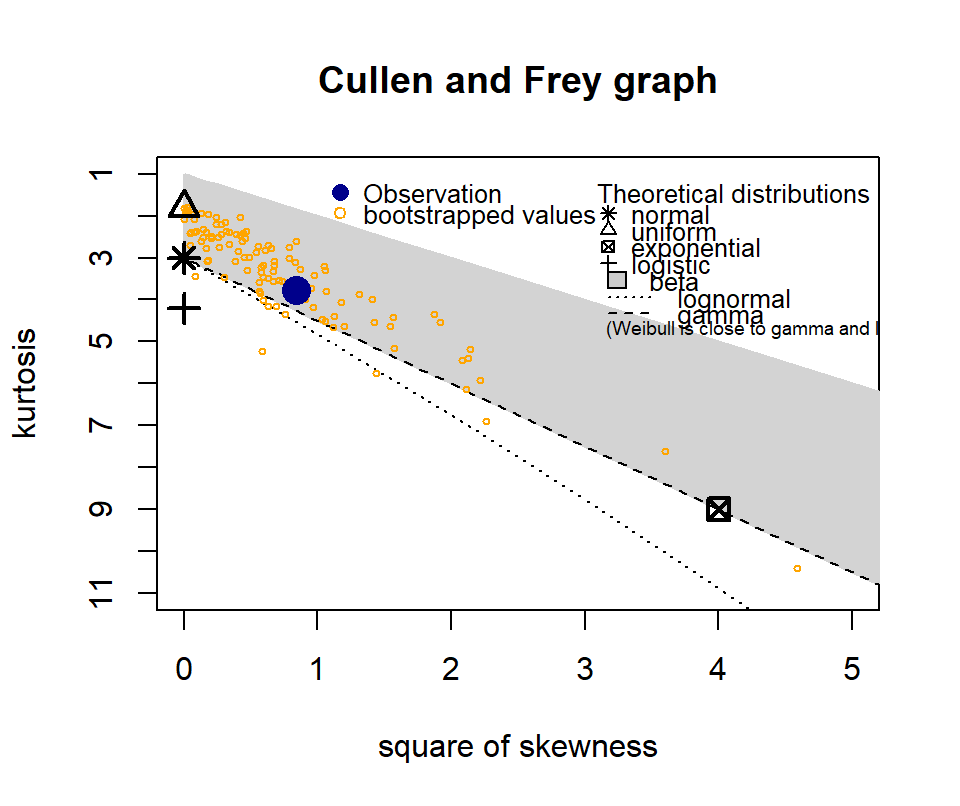 Cullen and Frey graph
kurtosis
1
3
5
7
9
11
Observation
bootstrapped values
Theoretical distributions
normal
uniform
exponential
logistic
beta
lognormal
gamma
(Weibull is close to gamma and l
0 1 2 3 4 5
square of skewness